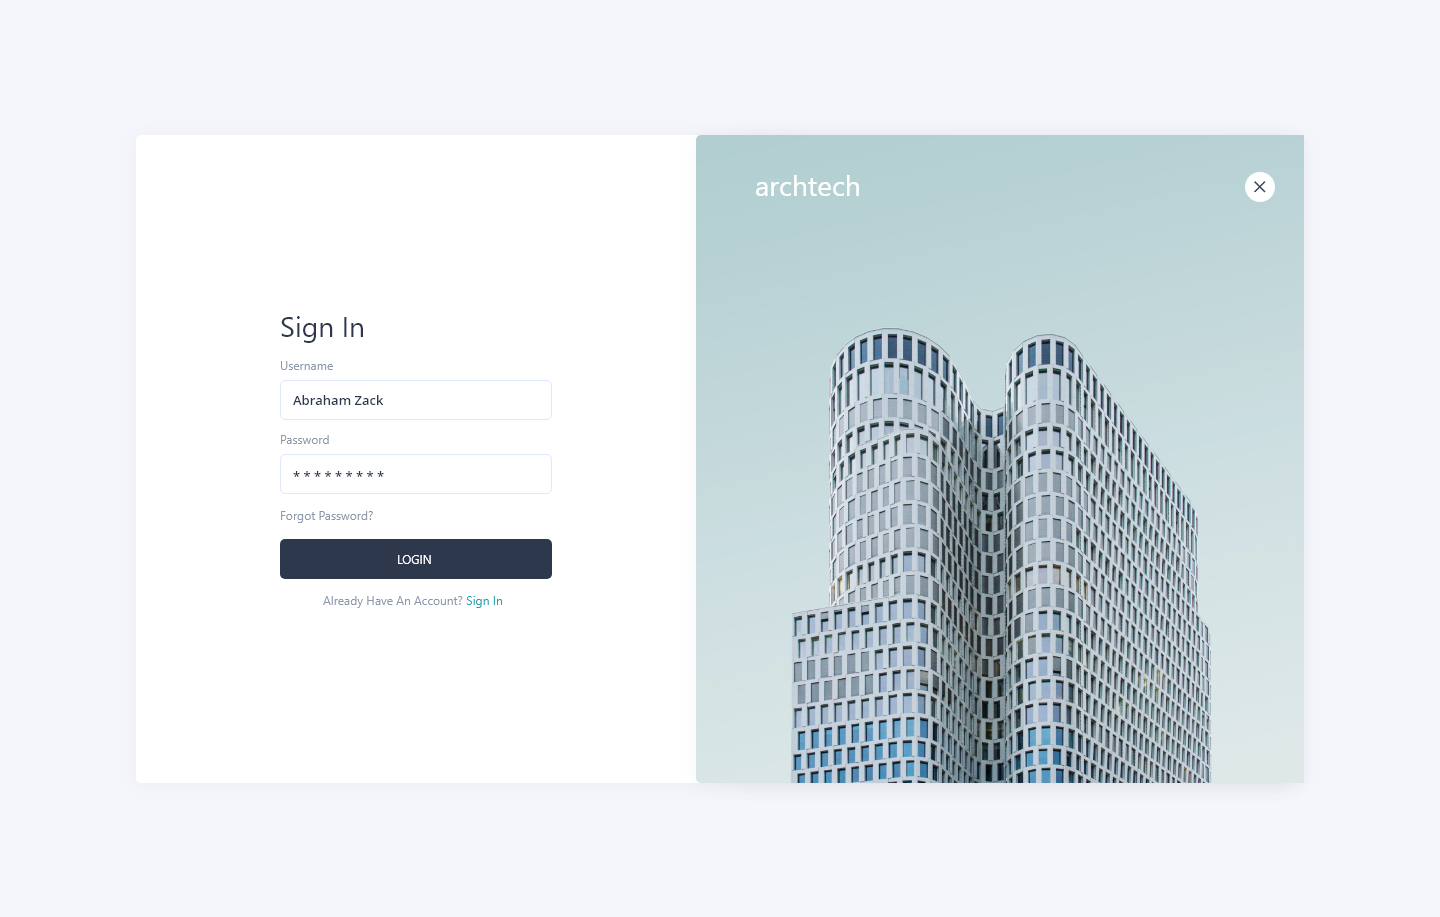 archtech
Sign In
Username
Abraham Zack
Password
* * * * * * * * *
Forgot Password?
LOGIN
Already Have An Account? Sign In